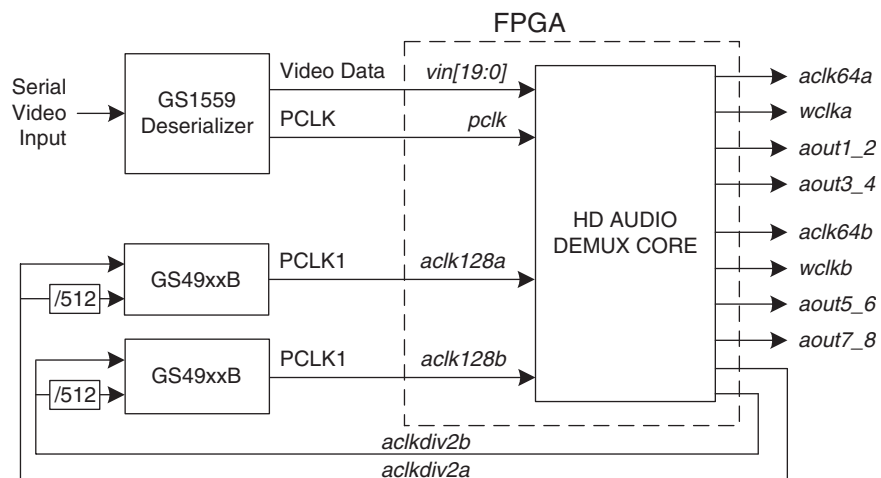 FPGA
Serial
Video
Input
GS1559
Deserializer
Video Data
vin[19:0]
PCLK
pclk
HD AUDIO
DEMUX CORE
aclk64a
wclka
aout1_2
aout3_4
aclk64b
wclkb
aout5_6
aout7_8
GS49xxB
/512
PCLK1
aclk128a
GS49xxB
/512
PCLK1
aclk128b
aclkdiv2b
aclkdiv2a